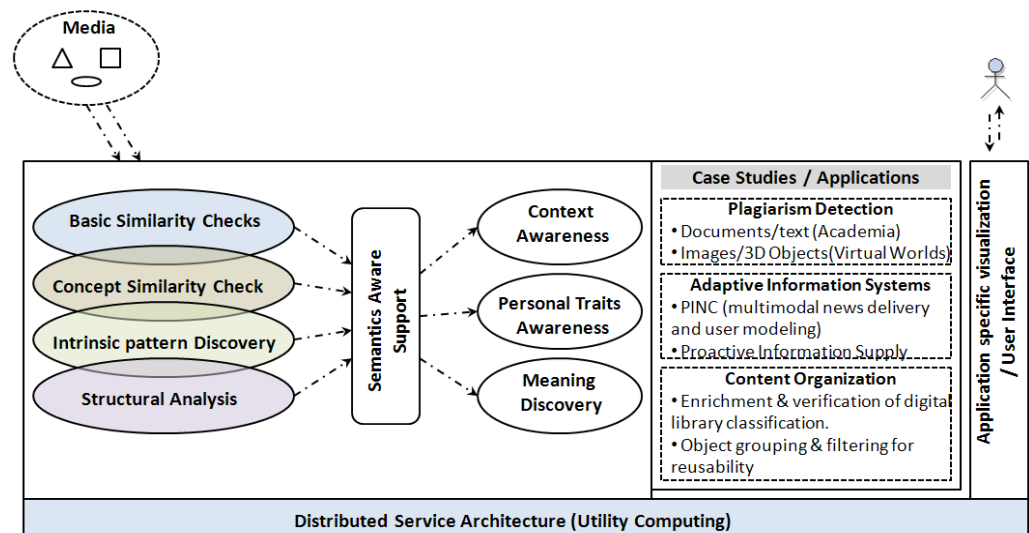 Media
Basic Similarity Checks
Concept Similarity Check
Intrinsic pattern Discovery
Structural Analysis
Semantics Aware
Support
Context
Awareness
Personal Traits
Awareness
Meaning
Discovery
Case Studies / Applications
Plagiarism Detection
• Documents/text (Academia)
• Images/3D Objects(Virtual Worlds)
Adaptive Information Systems
• PINC (multimodal news delivery
and user modeling)
• Proactive Information Supply
Content Organization
• Enrichment & verification of digital
library classification.
• Object grouping & filtering for
reusability
Application specific visualization
/ User Interface
Distributed Service Architecture (Utility Computing)